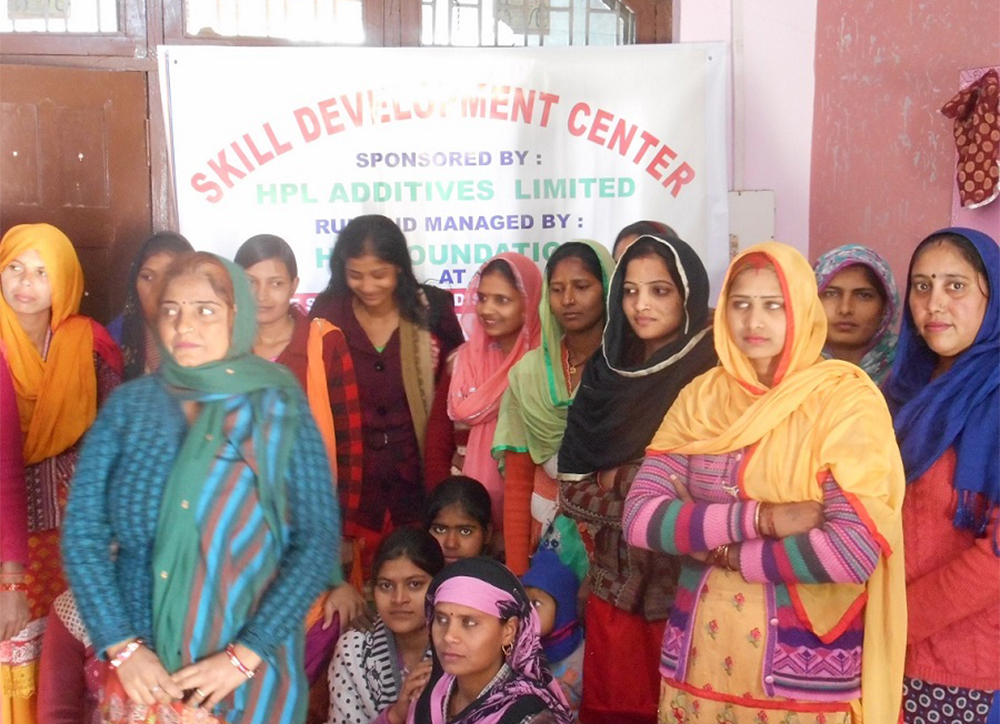 SKILL DEVELOPMENT CENTER
SPONSORED BY :
HPL ADDITIVES LIMITED
MANAGED BY :
AT